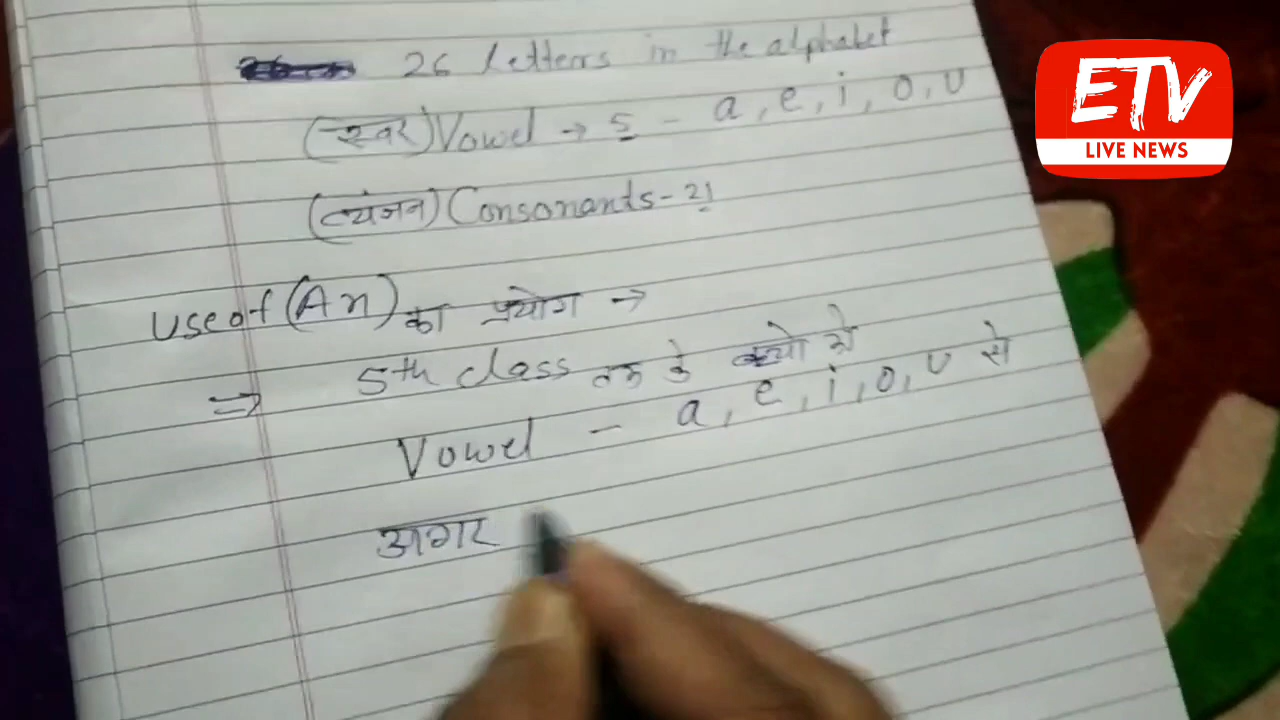 26 letters in the alphabet
(स्वर) Vowel → 5 - a, e, i, o, u
(व्यंजन) Consonants - 21
Use of (An) का प्रयोग →
⇒ 5th class तक के से
Vowel - a, e, i, o, u से
अगर
ETV
LIVE NEWS